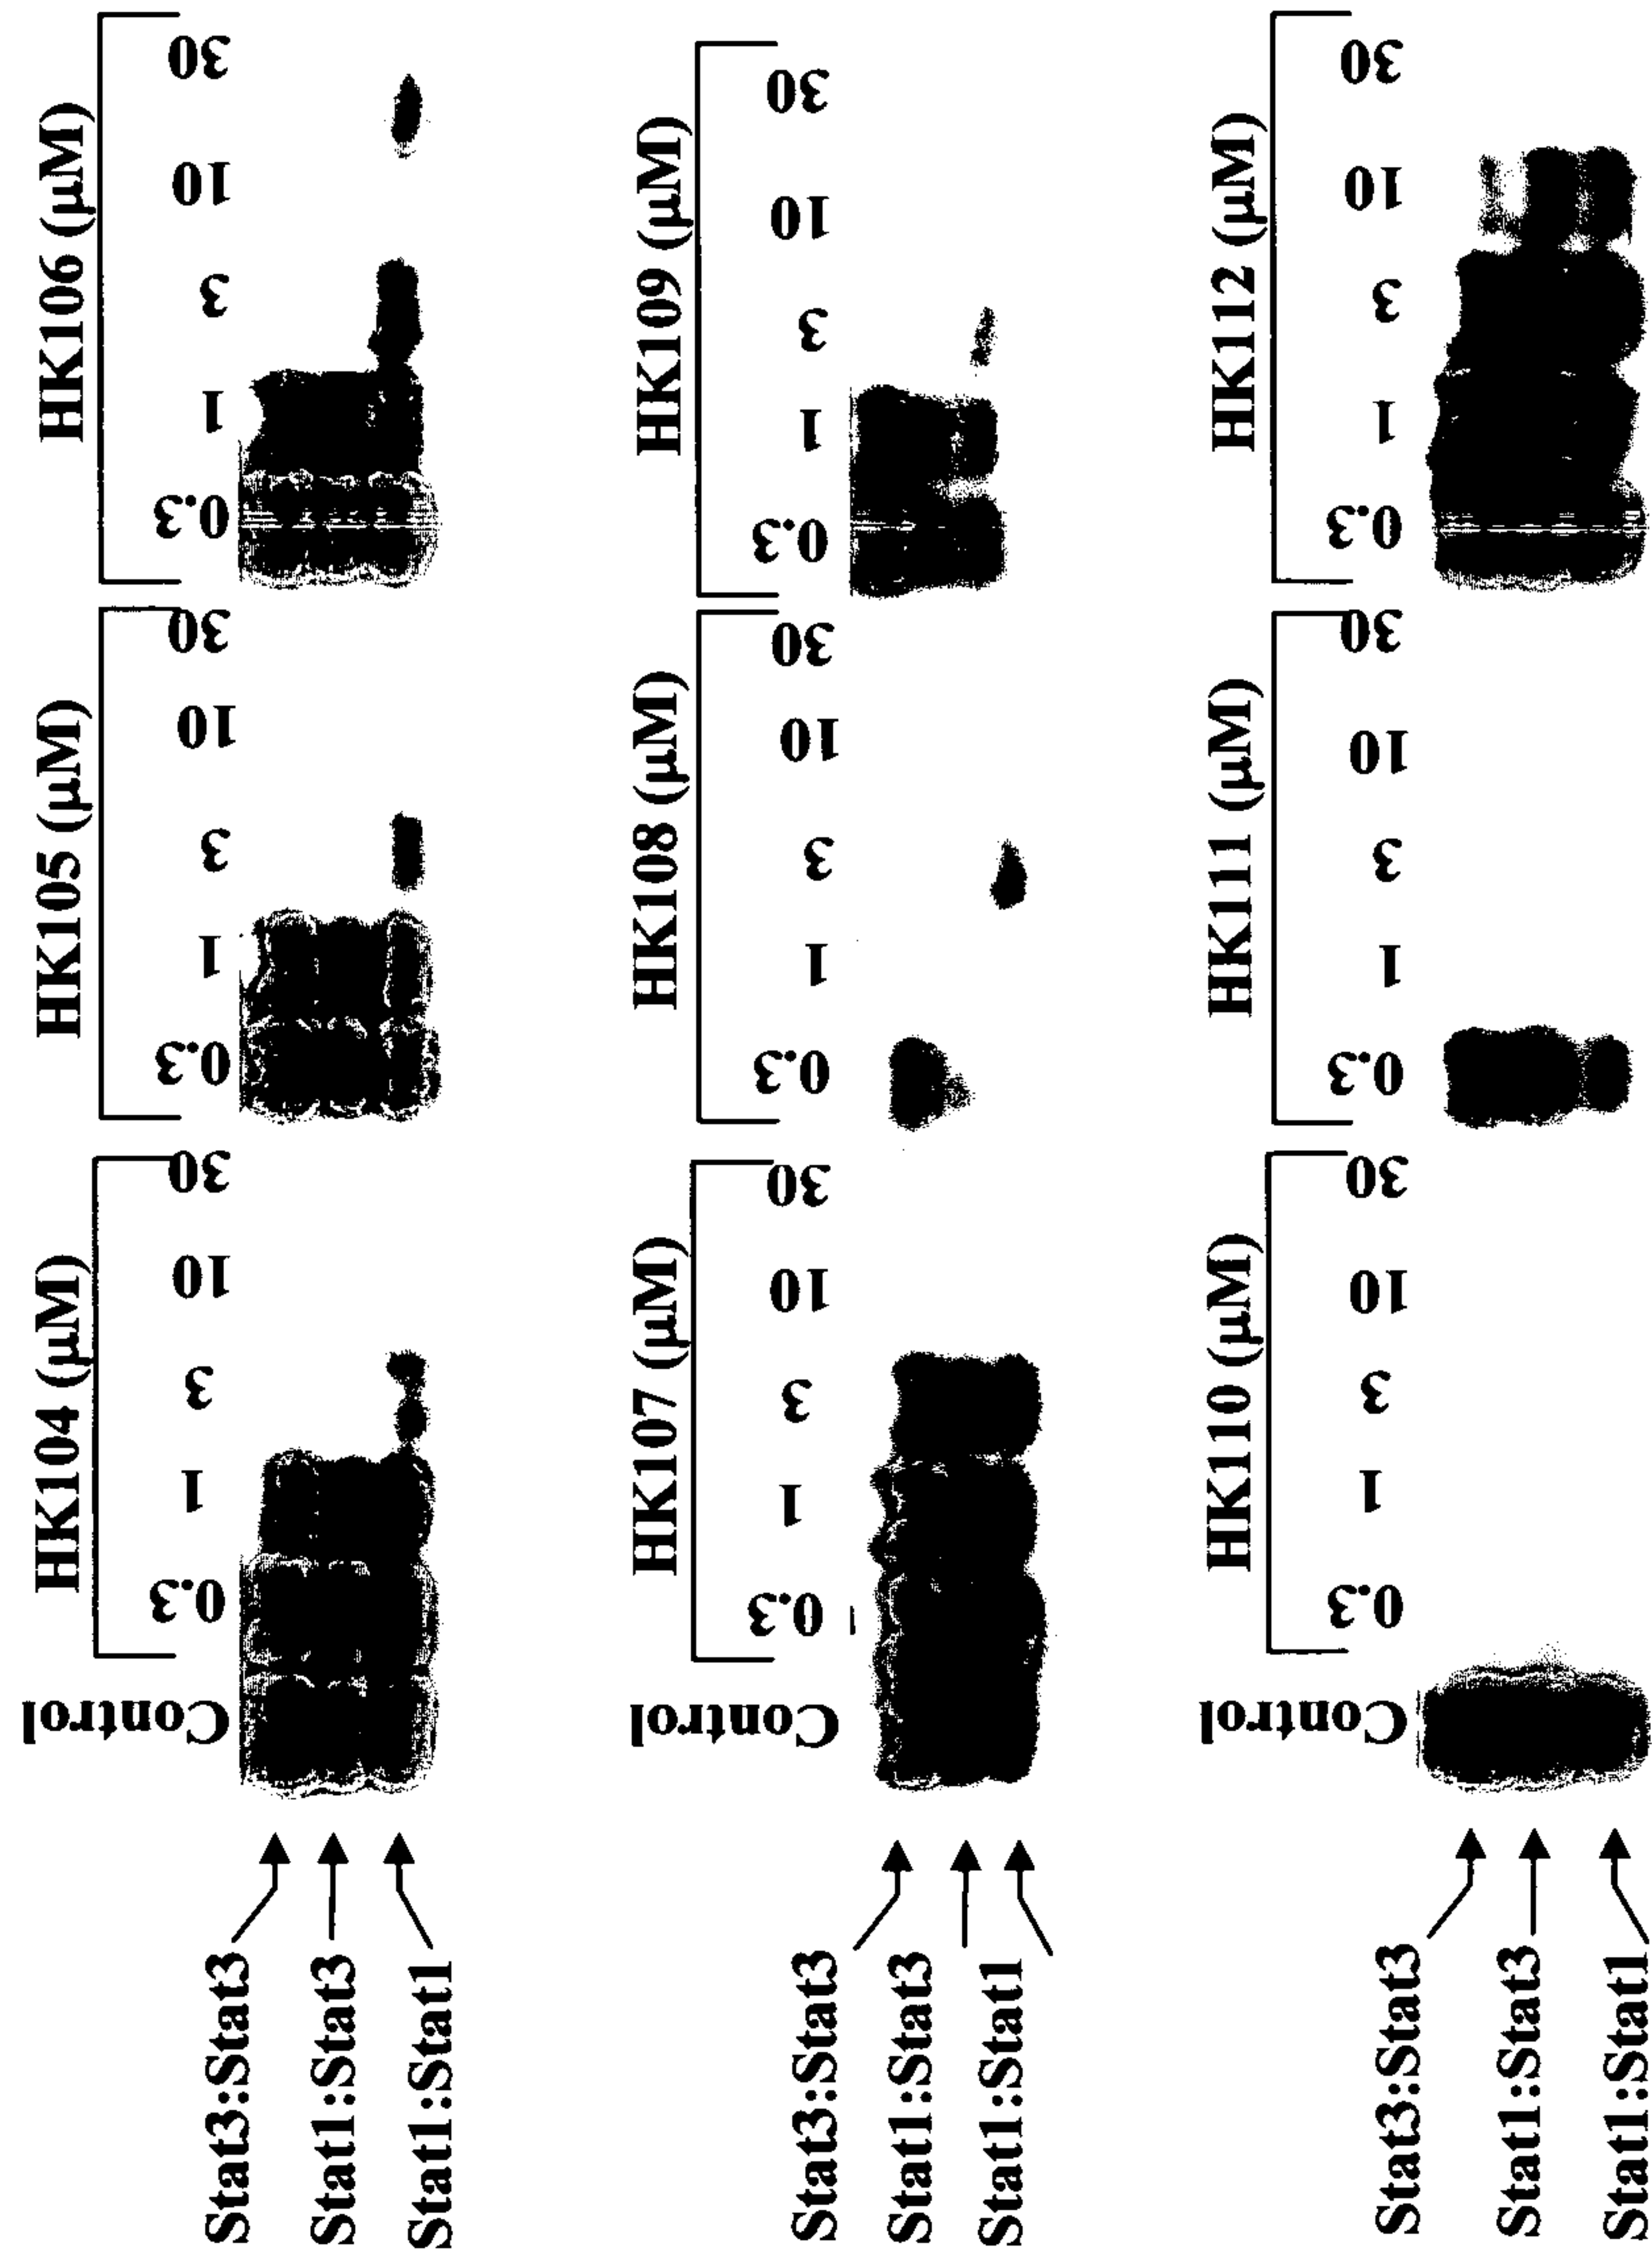 HK104 (μM) HK105 (μM) HK106 (μM)
Control 0.3 1 3 10 30 0.3 1 3 10 30 0.3 1 3 10 30
Stat3::Stat3
Stat1::Stat3
Stat1::Stat1
HK107 (μM) HK108 (μM) HK109 (μM)
Control 0.3 1 3 10 30 0.3 1 3 10 30 0.3 1 3 10 30
Stat3::Stat3
Stat1::Stat3
Stat1::Stat1
HK110 (μM) HK111 (μM) HK112 (μM)
Control 0.3 1 3 10 30 0.3 1 3 10 30 0.3 1 3 10 30
Stat3::Stat3
Stat1::Stat3
Stat1::Stat1